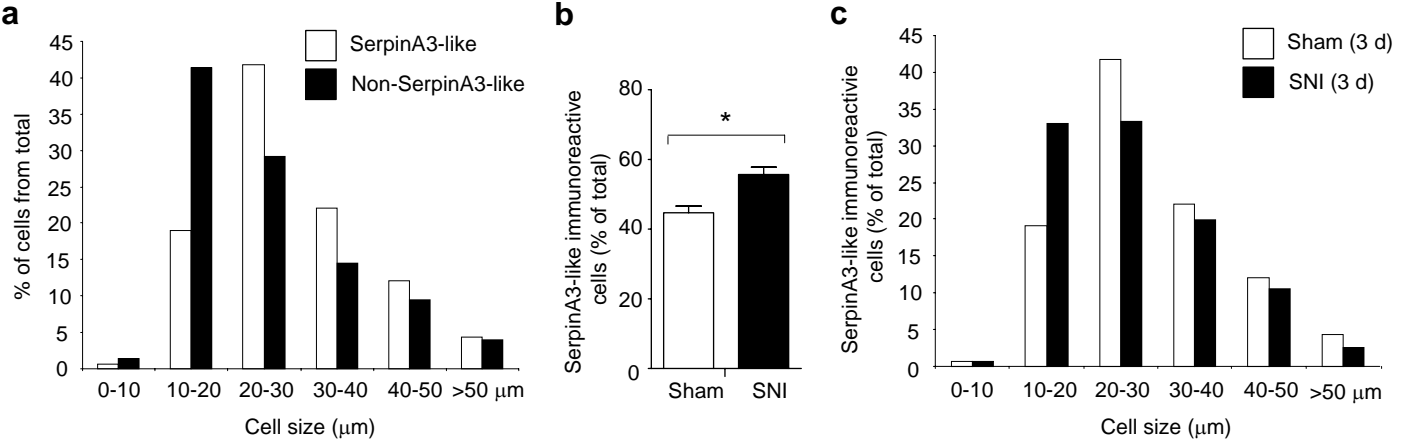 a
% of cells from total
45
40
35
30
25
20
15
10
5
0
0-10
10-20
20-30
30-40
40-50
>50 μm
Cell size (μm)
SerpinA3-like
Non-SerpinA3-like
b
SerpinA3-like immunoreactive
cells (% of total)
80
60
40
20
0
*
Sham
SNI
c
SerpinA3-like immunoreactivie
cells (% of total)
45
40
35
30
25
20
15
10
5
0
0-10
10-20
20-30
30-40
40-50
>50 μm
Cell size (μm)
Sham (3 d)
SNI (3 d)